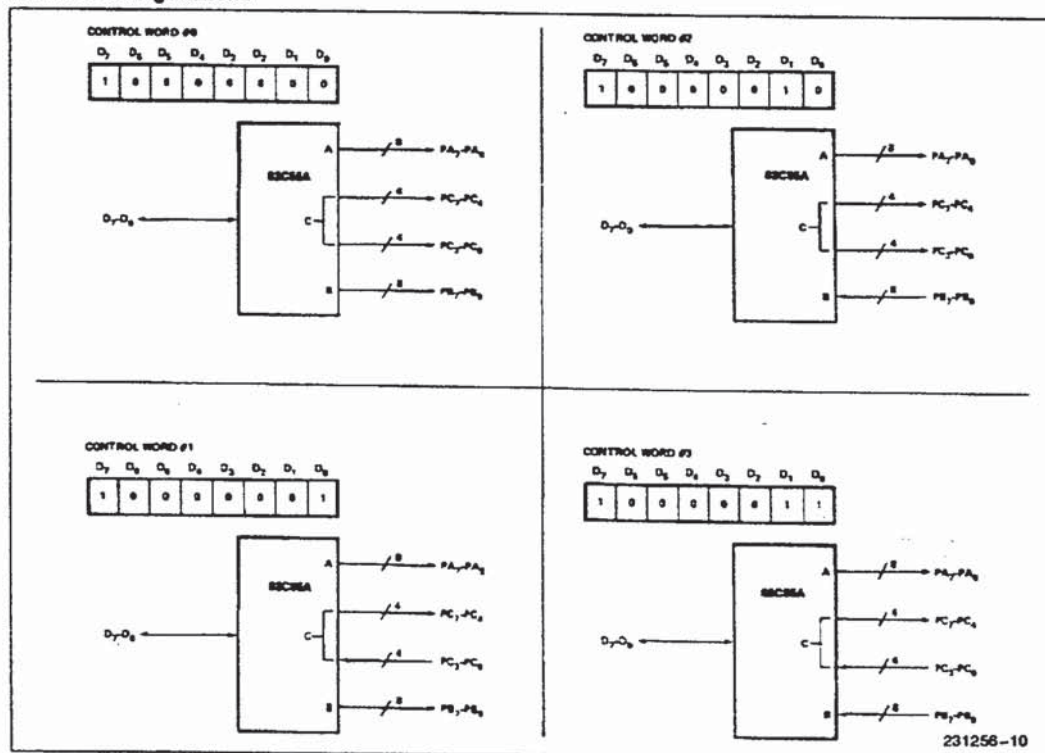 CONTROL WORD #0
D7 D6 D5 D4 D3 D2 D1 D0
1 0 0 0 0 0 0 0
A
8
PA7-PA0
82C55A
4
PC7-PC4
D7-D0
C
4
PC3-PC0
B
8
PB7-PB0
CONTROL WORD #2
D7 D6 D5 D4 D3 D2 D1 D0
1 0 0 0 0 0 1 0
A
8
PA7-PA0
82C55A
4
PC7-PC4
D7-D0
C
4
PC3-PC0
B
8
PB7-PB0
CONTROL WORD #1
D7 D6 D5 D4 D3 D2 D1 D0
1 0 0 0 0 0 0 1
A
8
PA7-PA0
82C55A
4
PC7-PC4
D7-D0
C
4
PC3-PC0
B
8
PB7-PB0
CONTROL WORD #3
D7 D6 D5 D4 D3 D2 D1 D0
1 0 0 0 0 0 1 1
A
8
PA7-PA0
82C55A
4
PC7-PC4
D7-D0
C
4
PC3-PC0
B
8
PB7-PB0
231256-10